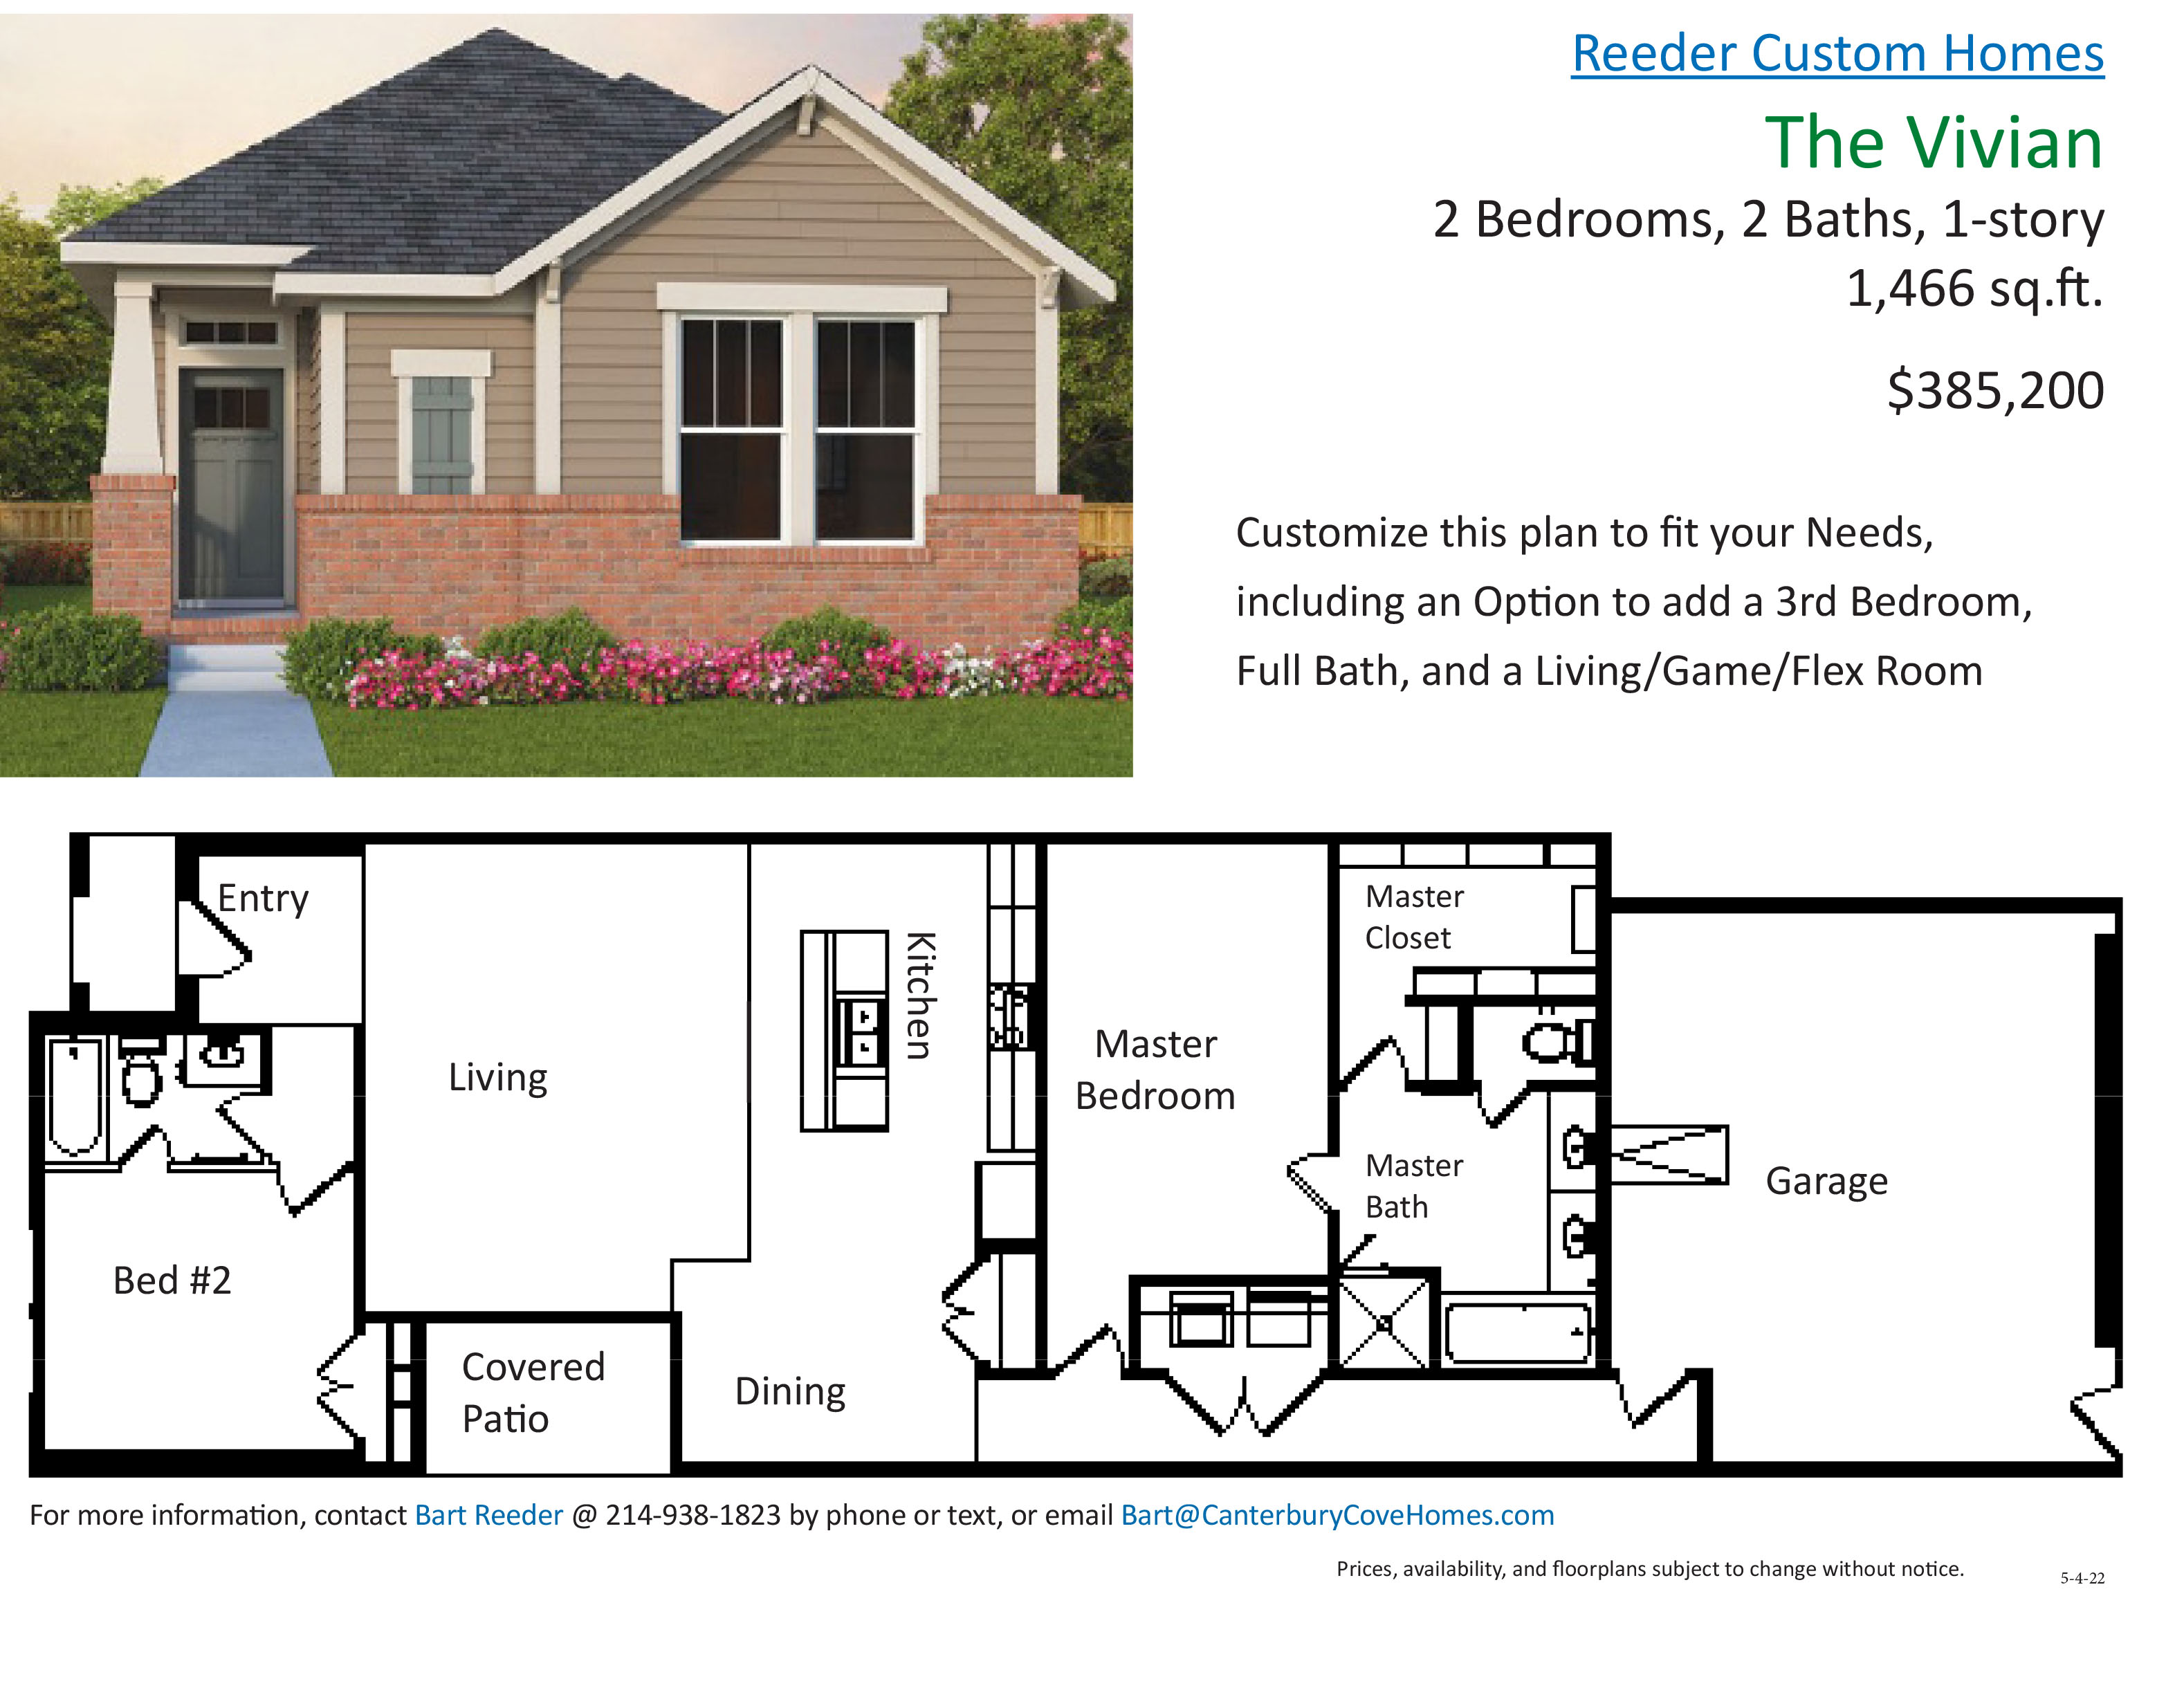 Reeder Custom Homes
The Vivian
2 Bedrooms, 2 Baths, 1-story
1,466 sq.ft.
$385,200
Customize this plan to fit your Needs,
including an Option to add a 3rd Bedroom,
Full Bath, and a Living/Game/Flex Room
Entry
Living
Kitchen
Master
Bedroom
Master
Closet
Master
Bath
Garage
Bed #2
Covered
Patio
Dining
For more information, contact Bart Reeder @ 214-938-1823 by phone or text, or email Bart@CanterburyCoveHomes.com
Prices, availability, and floorplans subject to change without notice.
5-4-22